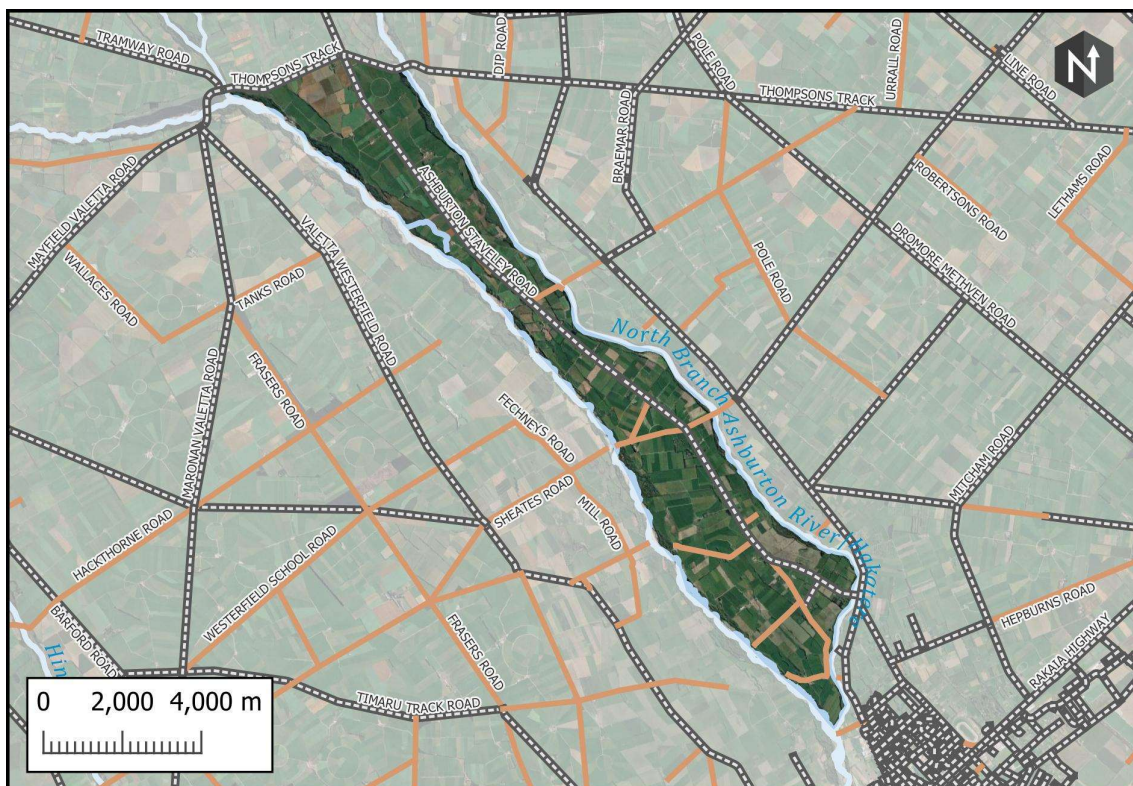 TRAMWAY ROAD
THOMPSONS TRACK
DIP ROAD
POLE ROAD
URRALL ROAD
LINE ROAD
N
THOMPSONS TRACK
BRAEMAR ROAD
LETHAMS ROAD
ROBERTSONS ROAD
MAYFIELD VALETTA ROAD
ASHBURTON STAVELEY ROAD
VALETTA WESTERFIELD ROAD
WALLACES ROAD
TANKS ROAD
POLE ROAD
DROMORE METHVEN ROAD
North Branch Ashburton River /Hakatere
FRASERS ROAD
MARONAN VALETTA ROAD
FECHNEYS ROAD
MITCHAM ROAD
SHEATES ROAD
MILL ROAD
HACKTHORNE ROAD
WESTERFIELD SCHOOL ROAD
BARFORD ROAD
FRASERS ROAD
HEPBURNS ROAD
RAKAIA HIGHWAY
Hin
TIMARU TRACK ROAD
0 2,000 4,000 m